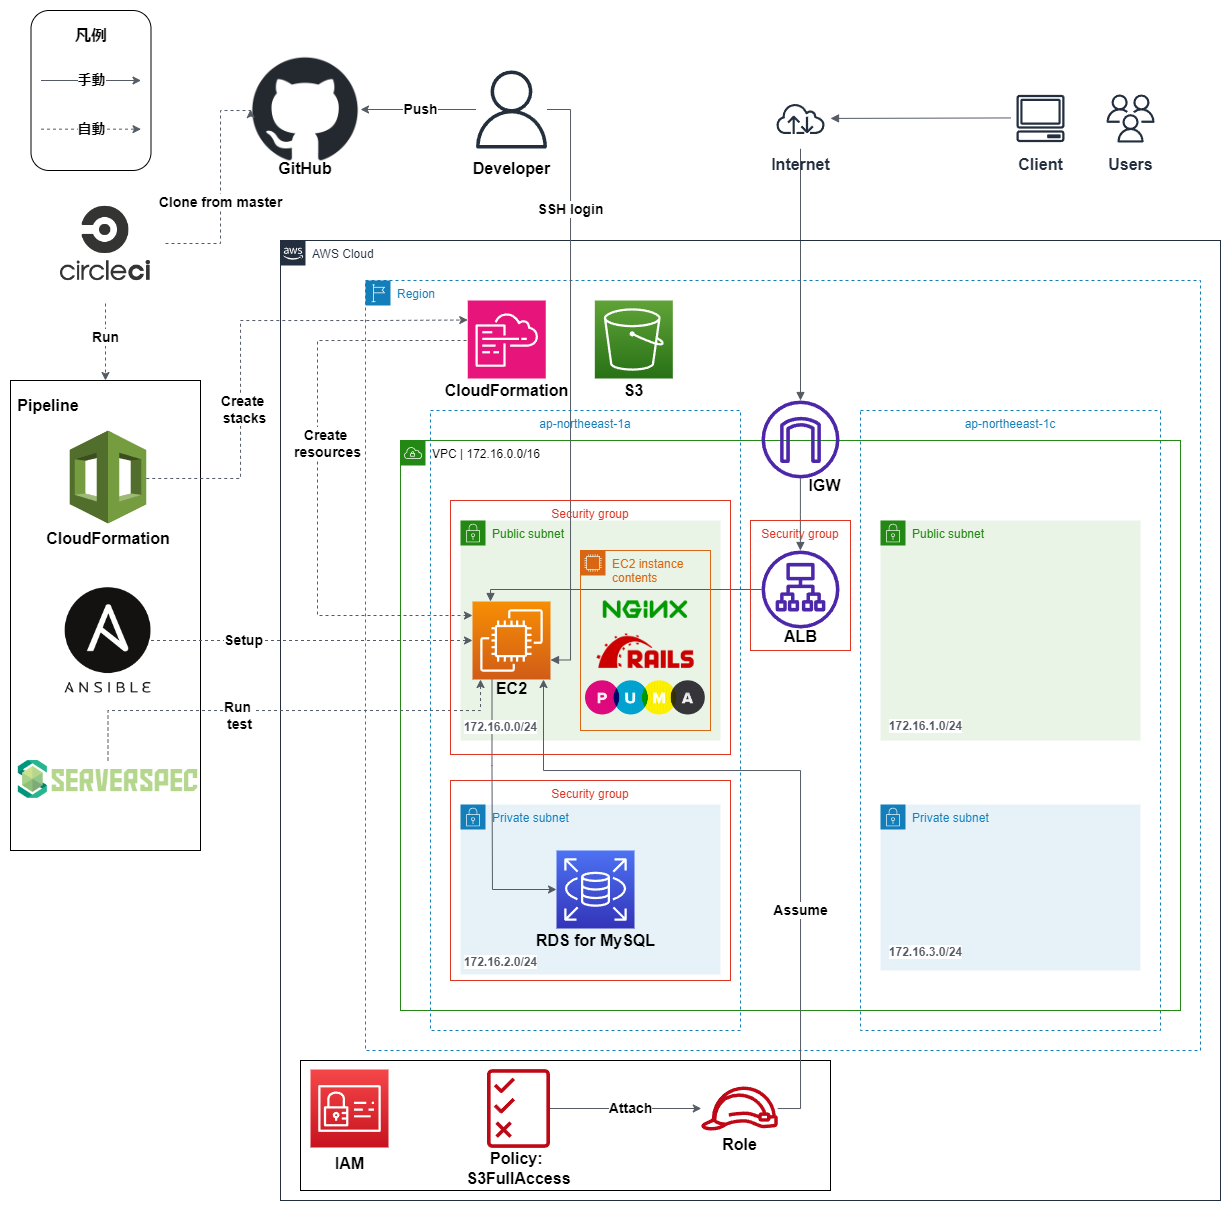 凡例
手動
自動
GitHub
Push
Developer
Internet
Client
Users
Clone from master
SSH login
circleci
aws
AWS Cloud
Region
Run
CloudFormation
S3
Pipeline
Create
stacks
ap-northeeast-1a
ap-northeeast-1c
Create
resources
VPC | 172.16.0.0/16
IGW
Security group
Public subnet
Security group
Public subnet
CloudFormation
EC2 instance
contents
NGINX
ALB
RAILS
Setup
EC2
PUMA
ANSIBLE
Run
test
172.16.0.0/24
172.16.1.0/24
SERVERSPEC
Security group
Private subnet
Private subnet
RDS for MySQL
Assume
172.16.2.0/24
172.16.3.0/24
Attach
IAM
Policy:
S3FullAccess
Role